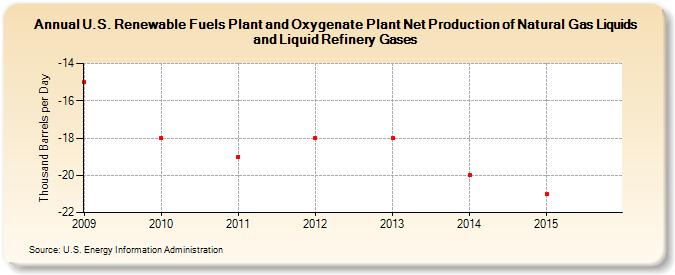 Annual U.S. Renewable Fuels Plant and Oxygenate Plant Net Production of Natural Gas Liquids
and Liquid Refinery Gases
Thousand Barrels per Day
-14
-16
-18
-20
-22
2009 2010 2011 2012 2013 2014 2015
Source: U.S. Energy Information Administration